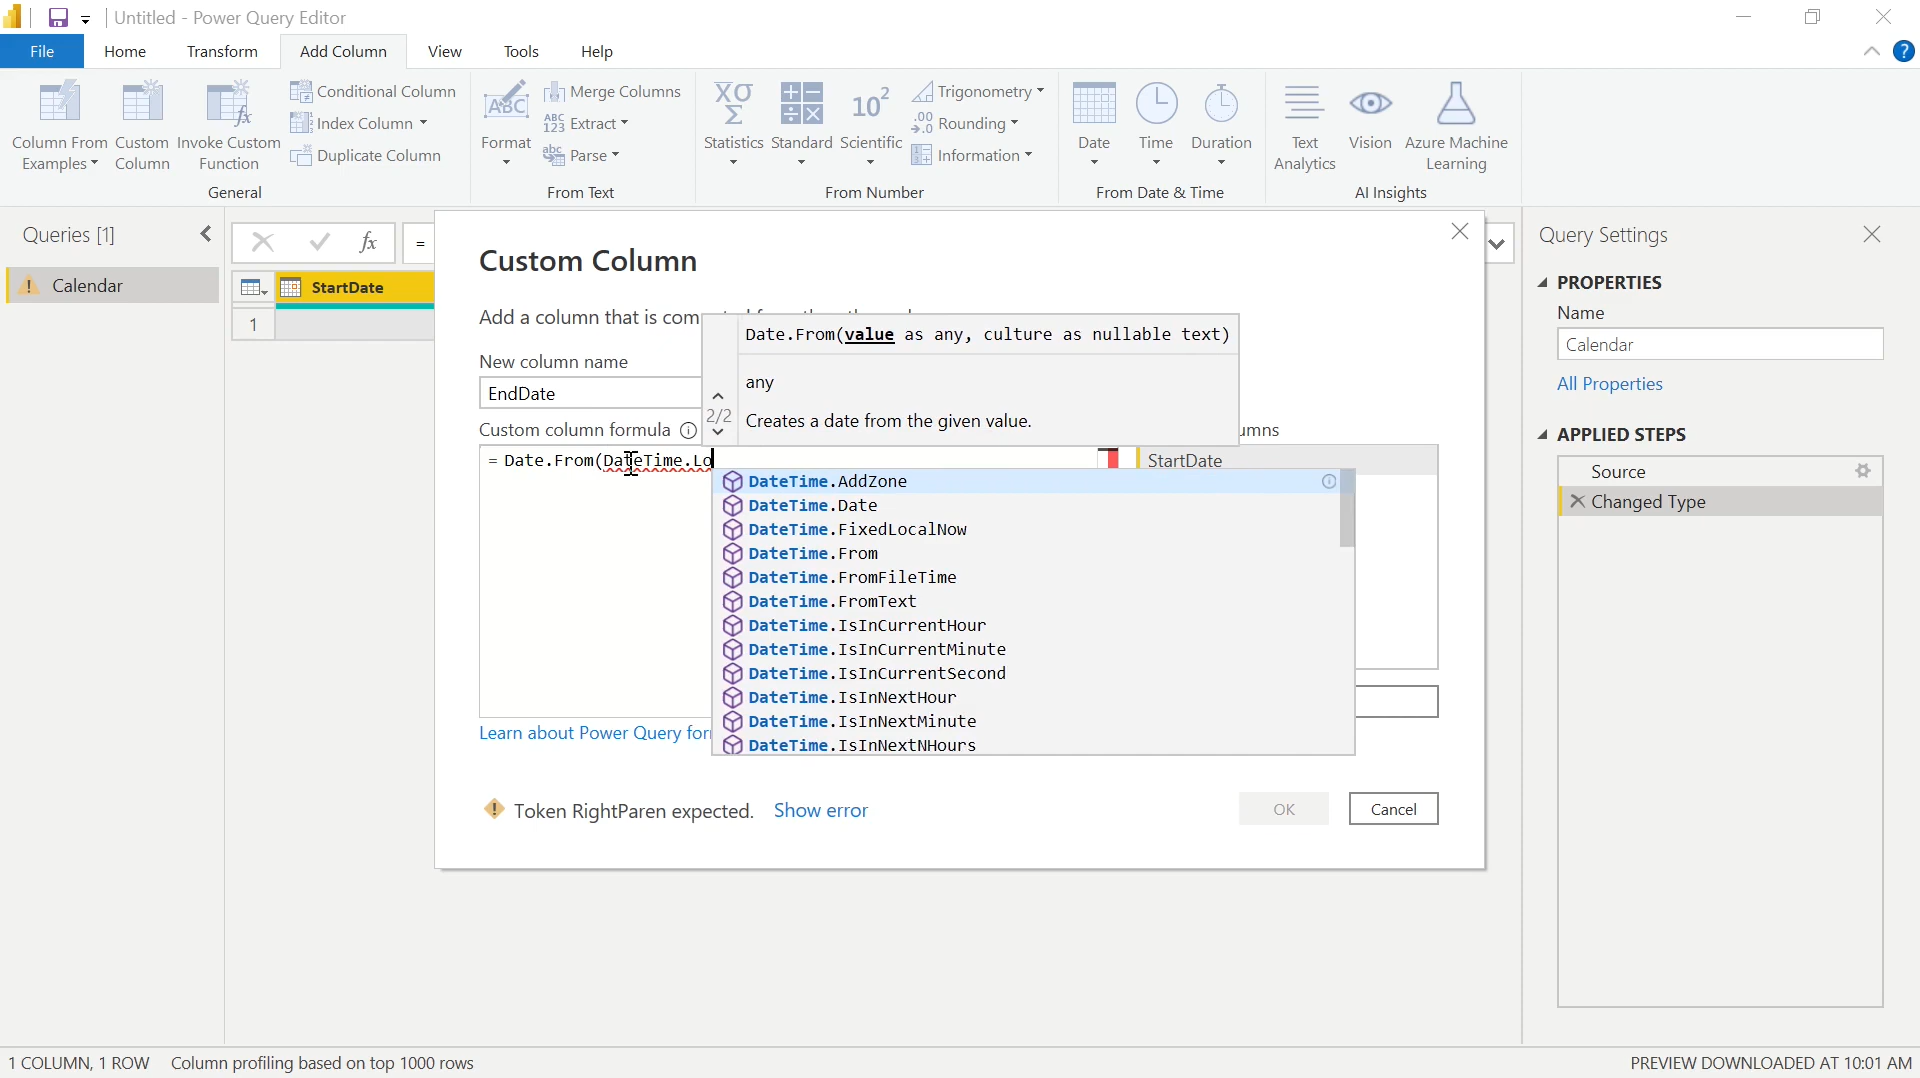 Untitled - Power Query Editor
File Home Transform Add Column View Tools Help ?
Column From Examples
Custom Column
Invoke Custom Function
Conditional Column
Index Column
Duplicate Column
General
Format
Merge Columns
Extract
Parse
From Text
Statistics
Standard
Scientific
Trigonometry
Rounding
Information
From Number
Date
Time
Duration
From Date & Time
Text Analytics
Vision
Azure Machine Learning
AI Insights
Queries [1]
Calendar
fx
=
StartDate
1
Custom Column
Add a column that is com
New column name
EndDate
Custom column formula
= Date.From(DateTime.Lo
Date.From(value as any, culture as nullable text)
any
2/2
Creates a date from the given value.
umns
StartDate
DateTime.AddZone
DateTime.Date
DateTime.FixedLocalNow
DateTime.From
DateTime.FromFileTime
DateTime.FromText
DateTime.IsInCurrentHour
DateTime.IsInCurrentMinute
DateTime.IsInCurrentSecond
DateTime.IsInNextHour
DateTime.IsInNextMinute
DateTime.IsInNextNHours
Learn about Power Query for
Token RightParen expected. Show error
OK
Cancel
Query Settings
PROPERTIES
Name
Calendar
All Properties
APPLIED STEPS
Source
Changed Type
1 COLUMN, 1 ROW Column profiling based on top 1000 rows
PREVIEW DOWNLOADED AT 10:01 AM